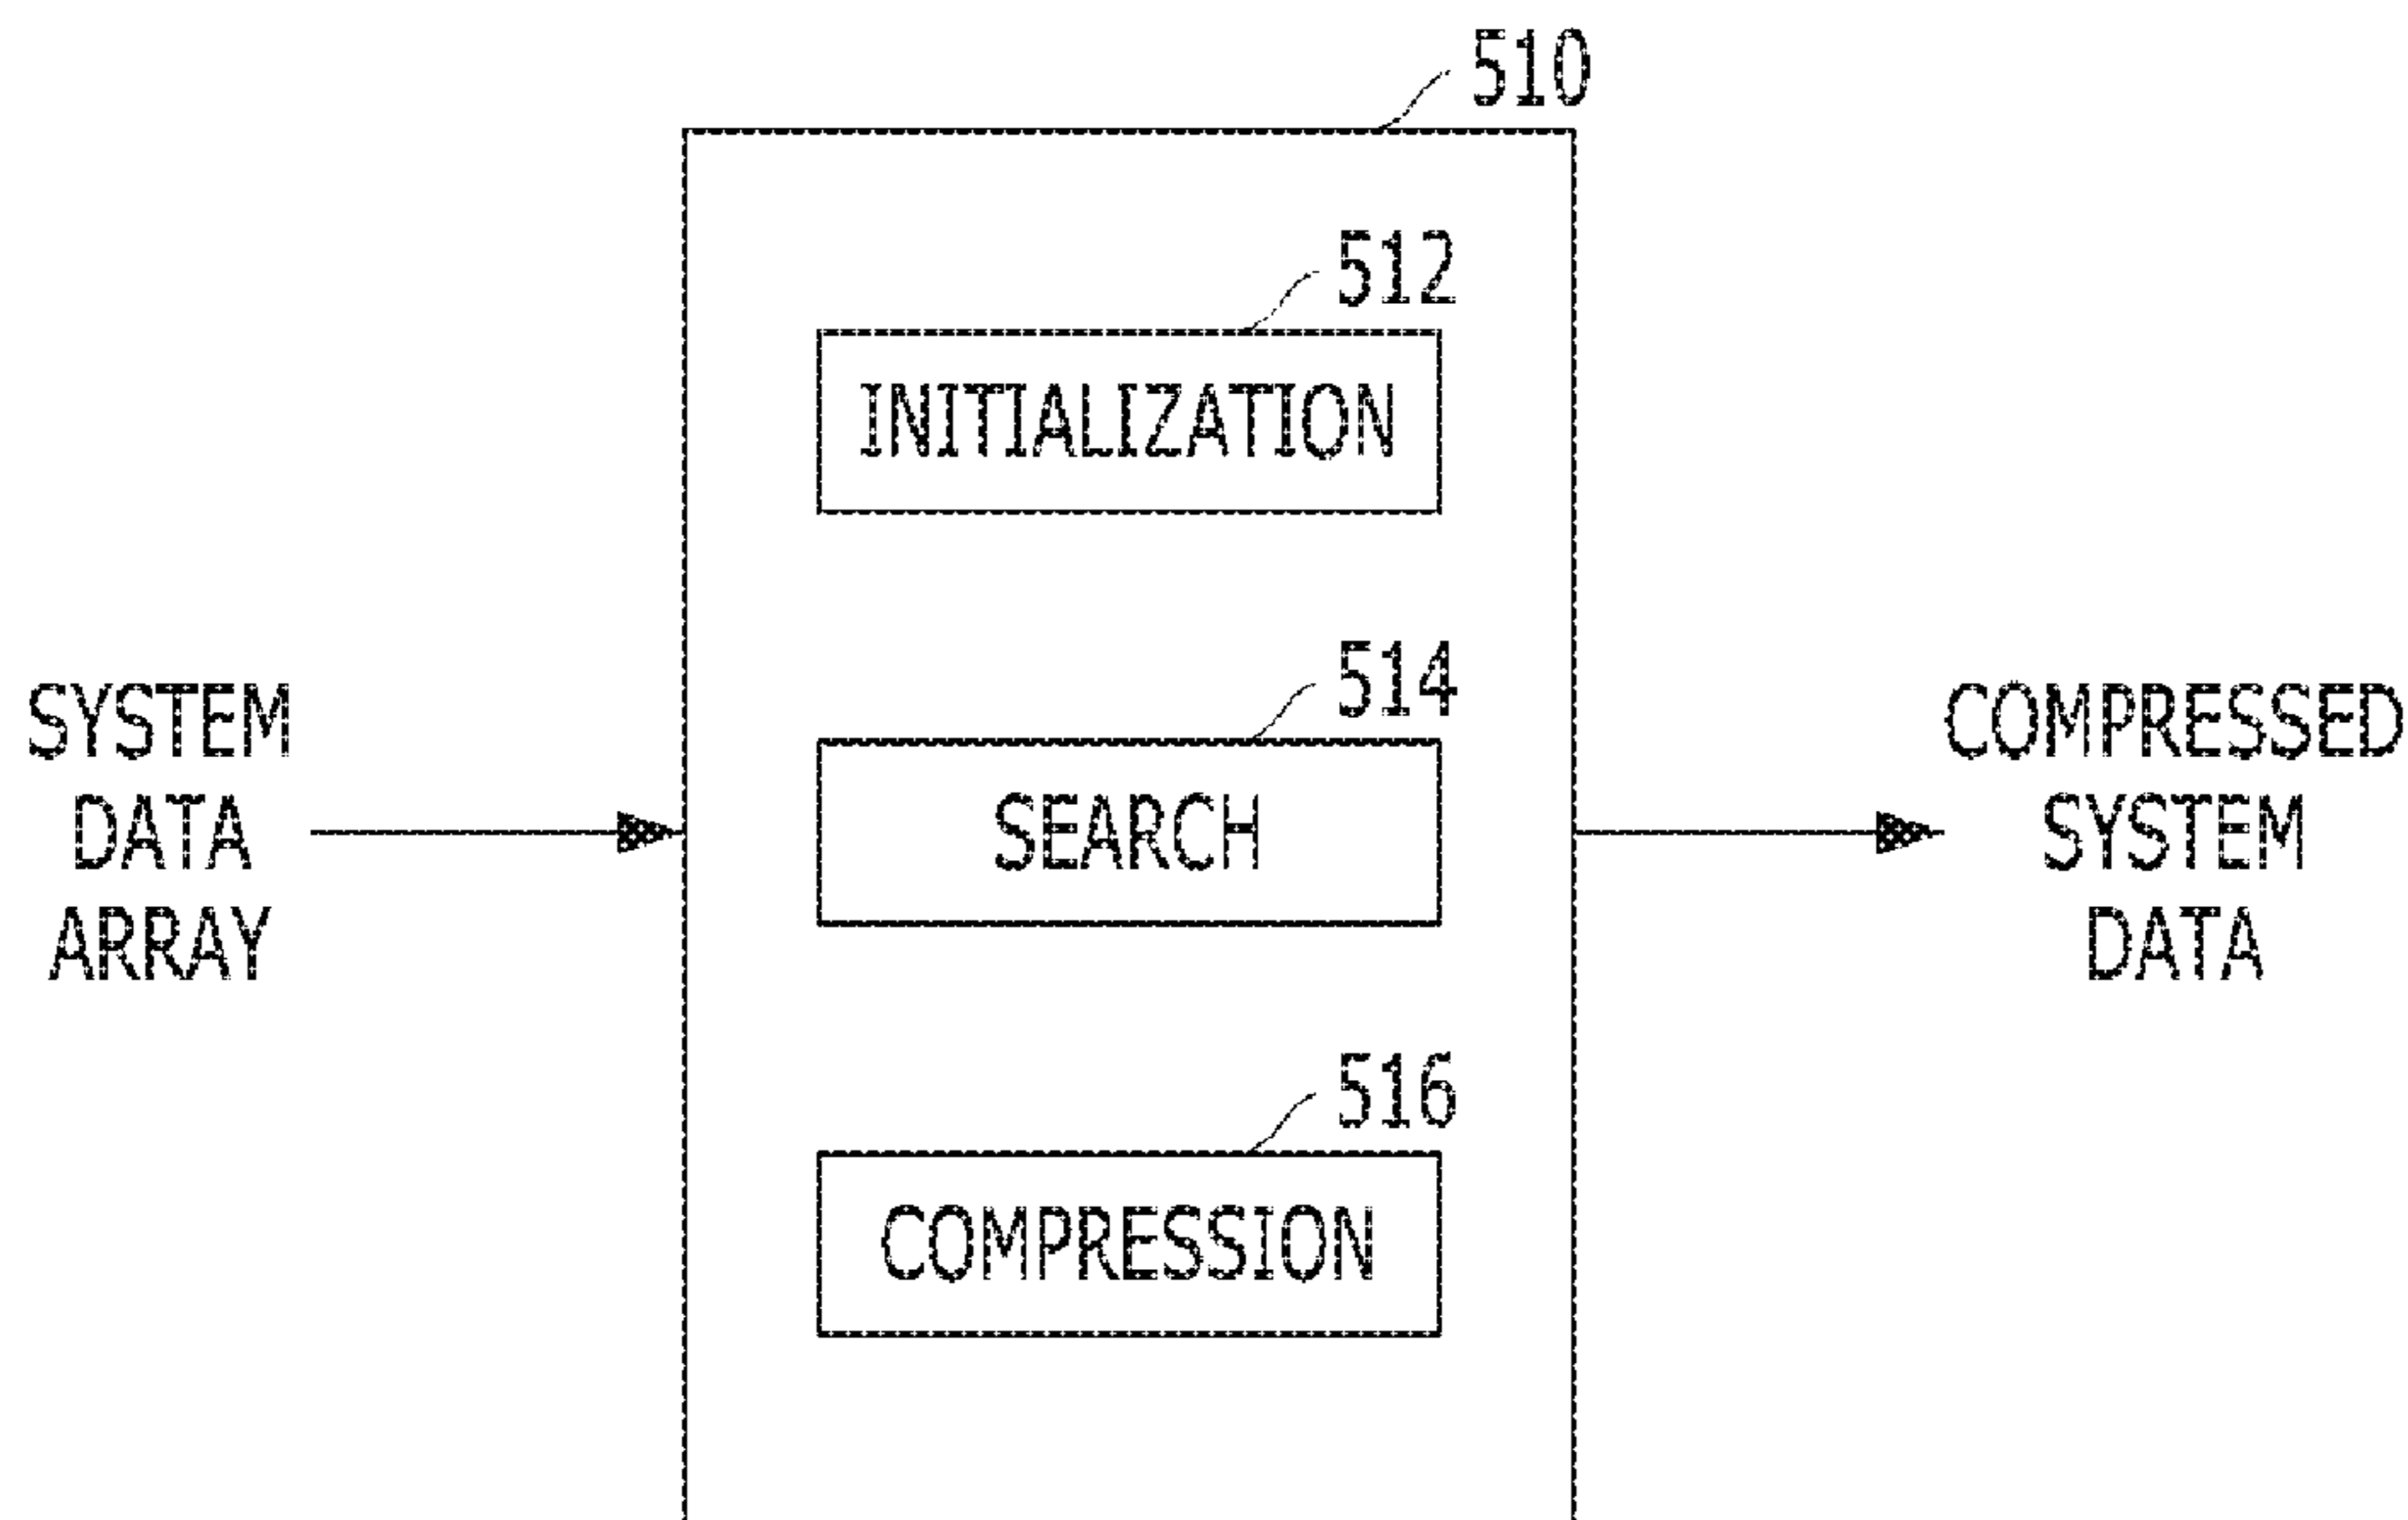 510
512
INITIALIZATION
514
SYSTEM
DATA
ARRAY
SEARCH
COMPRESSED
SYSTEM
DATA
516
COMPRESSION